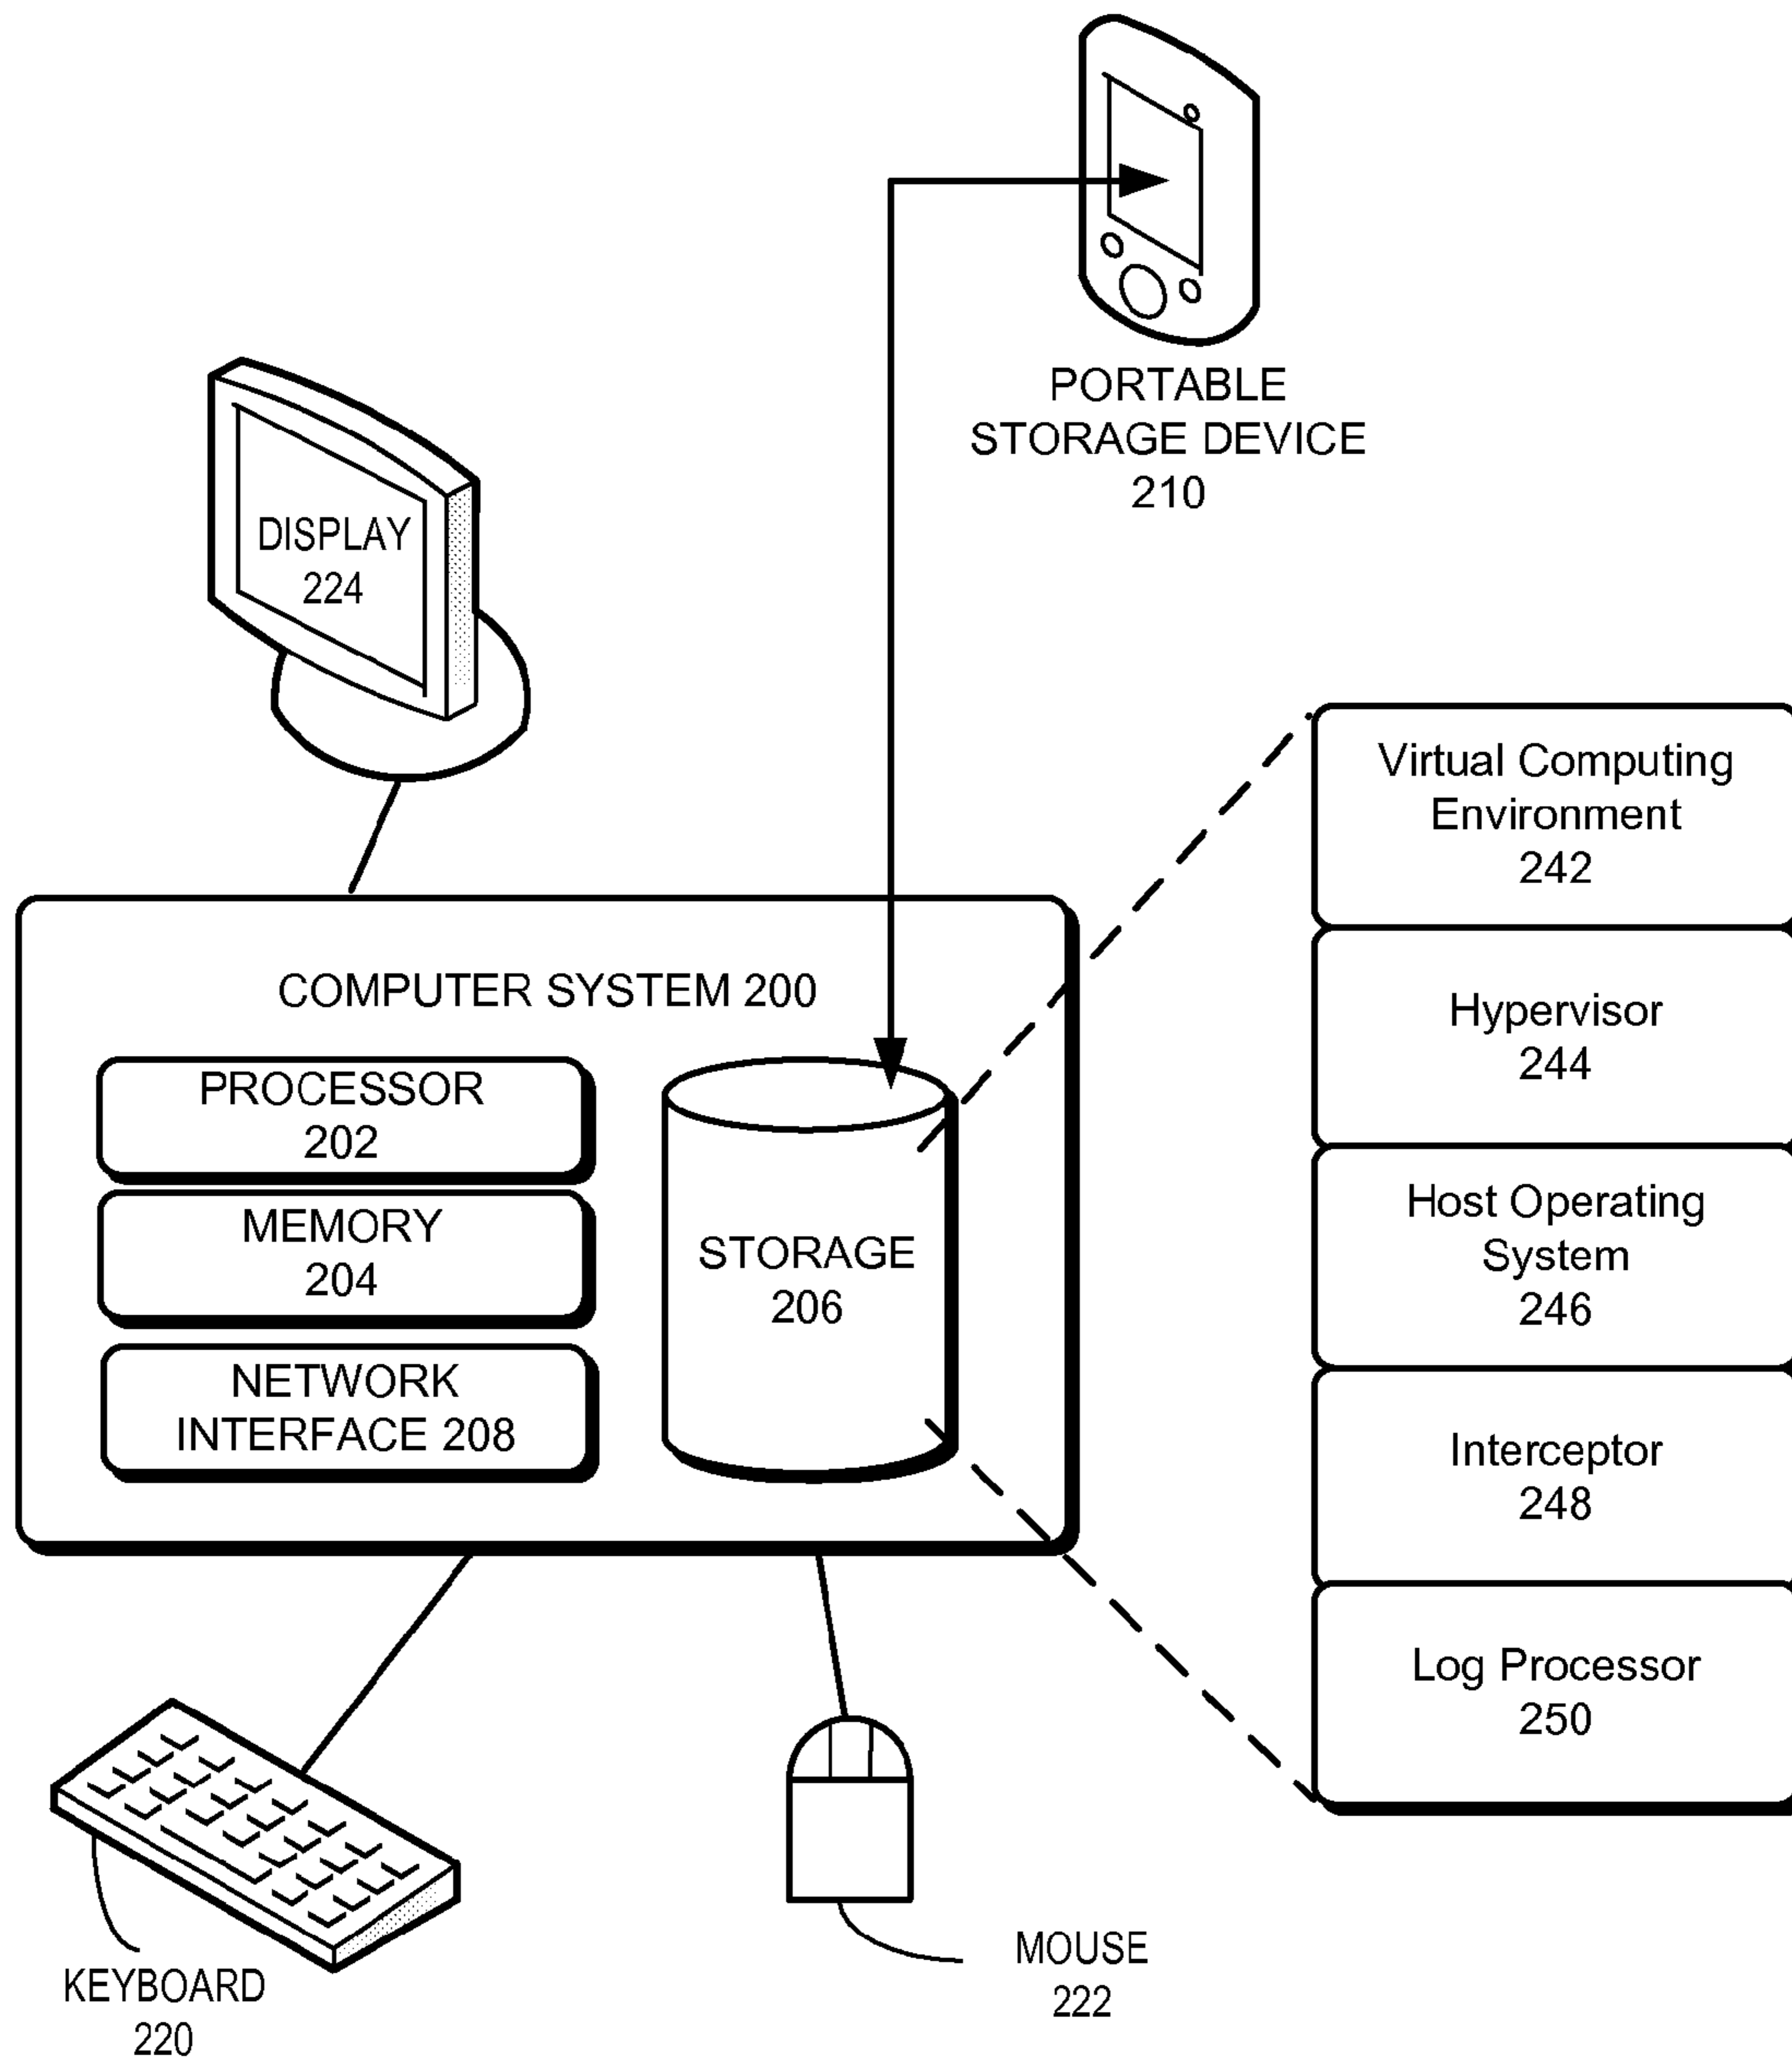 PORTABLE
STORAGE DEVICE
210
DISPLAY
224
COMPUTER SYSTEM 200
PROCESSOR
202
MEMORY
204
NETWORK
INTERFACE 208
STORAGE
206
Virtual Computing
Environment
242
Hypervisor
244
Host Operating
System
246
Interceptor
248
Log Processor
250
KEYBOARD
220
MOUSE
222